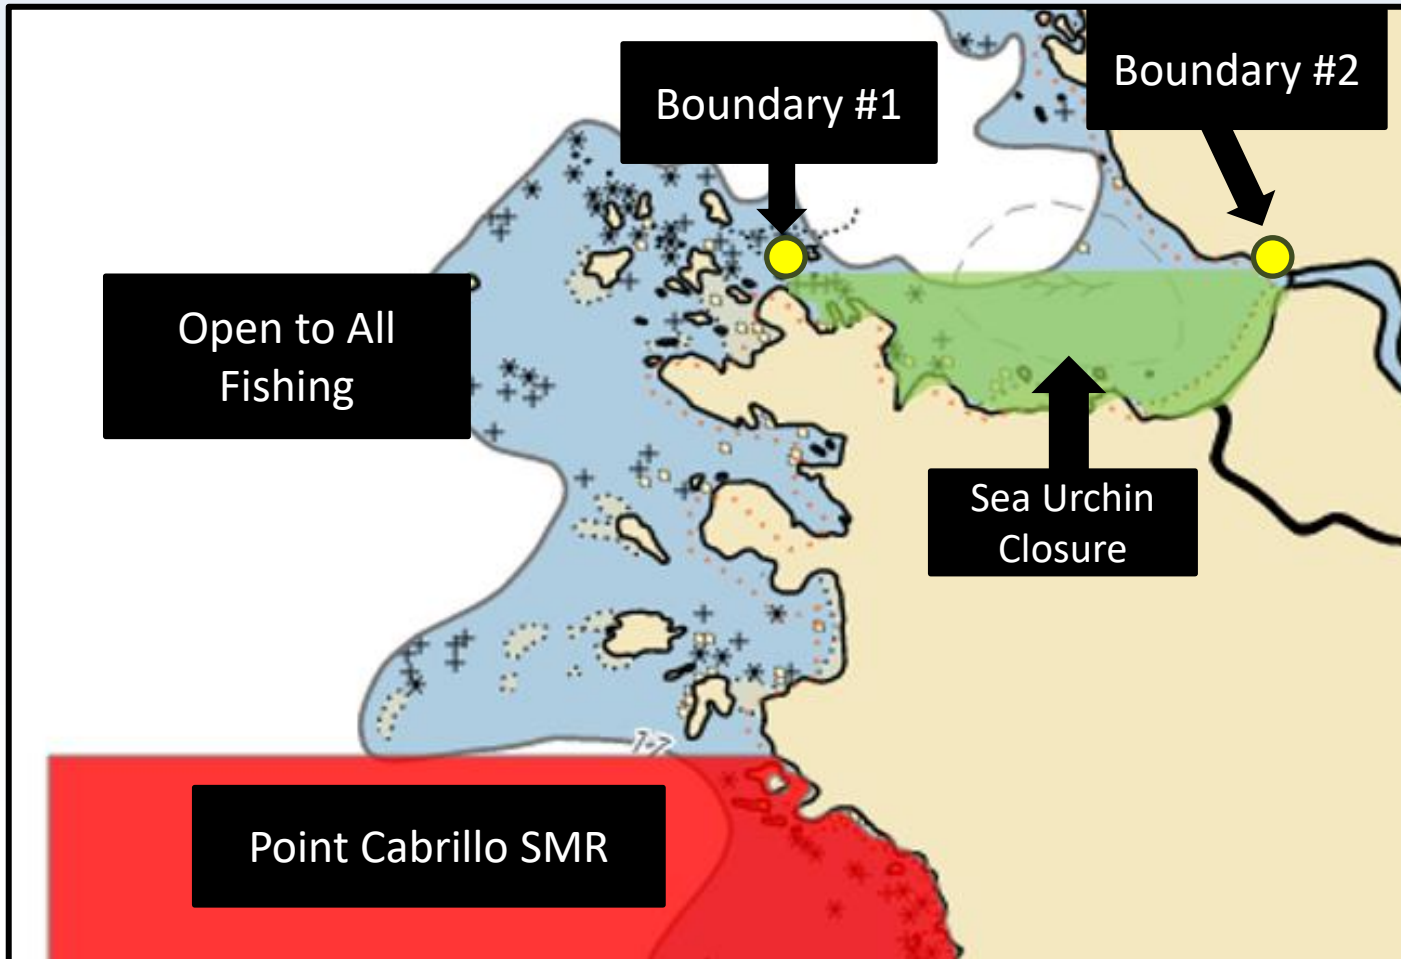 Boundary #1
Boundary #2
Open to All
Fishing
Sea Urchin
Closure
Point Cabrillo SMR